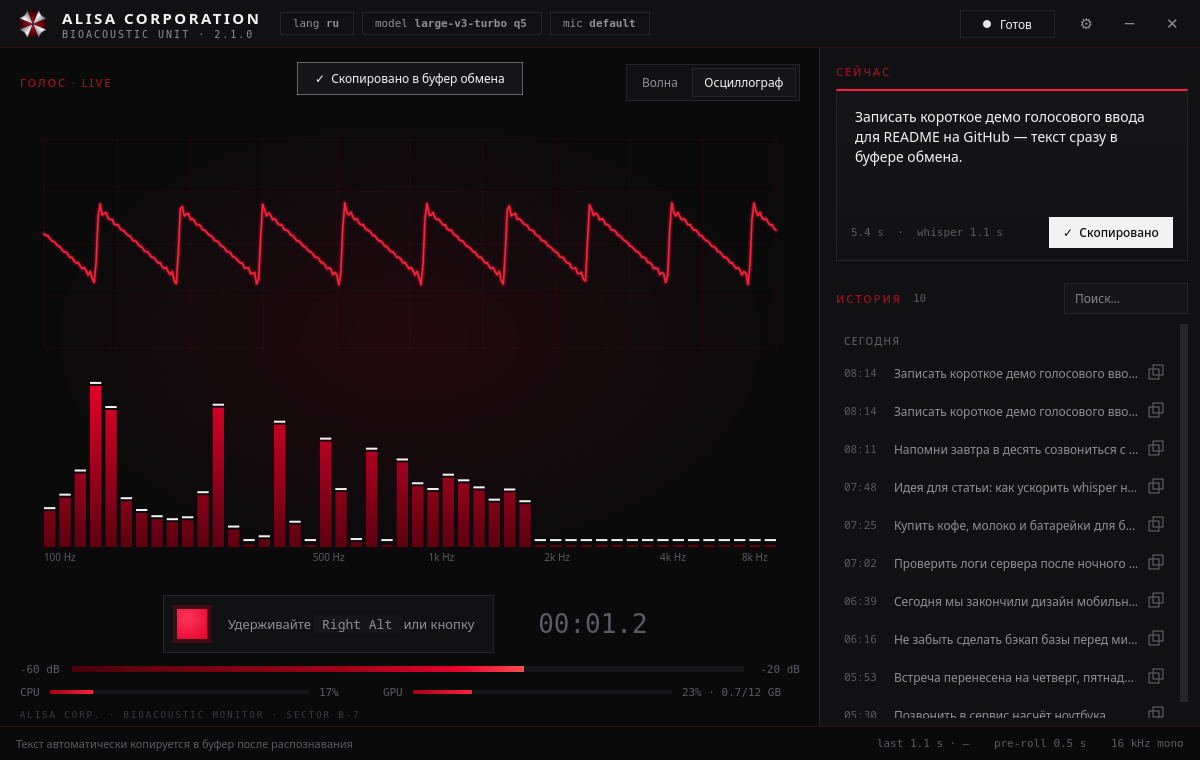 ALISA CORPORATION
BIOACOUSTIC UNIT · 2.1.0
lang ru
model large-v3-turbo q5
mic default
Готов
ГОЛОС · LIVE
✓ Скопировано в буфер обмена
Волна
Осциллограф
100 Hz
500 Hz
1k Hz
2k Hz
4k Hz
8k Hz
Удерживайте Right Alt или кнопку
00:01.2
-60 dB
-20 dB
CPU
17%
GPU
23% · 0.7/12 GB
ALISA CORP. · BIOACOUSTIC MONITOR · SECTOR B-7
СЕЙЧАС
Записать короткое демо голосового ввода
для README на GitHub — текст сразу в
буфере обмена.
5.4 s · whisper 1.1 s
✓ Скопировано
ИСТОРИЯ 10
Поиск…
СЕГОДНЯ
08:14 Записать короткое демо голосового вво…
08:14 Записать короткое демо голосового вво…
08:11 Напомни завтра в десять созвониться с …
07:48 Идея для статьи: как ускорить whisper н…
07:25 Купить кофе, молоко и батарейки для б…
07:02 Проверить логи сервера после ночного …
06:39 Сегодня мы закончили дизайн мобильн…
06:16 Не забыть сделать бэкап базы перед ми…
05:53 Встреча перенесена на четверг, пятнад…
05:30 Позвонить в сервис насчёт ноутбука
Текст автоматически копируется в буфер после распознавания
last 1.1 s · —
pre-roll 0.5 s
16 kHz mono